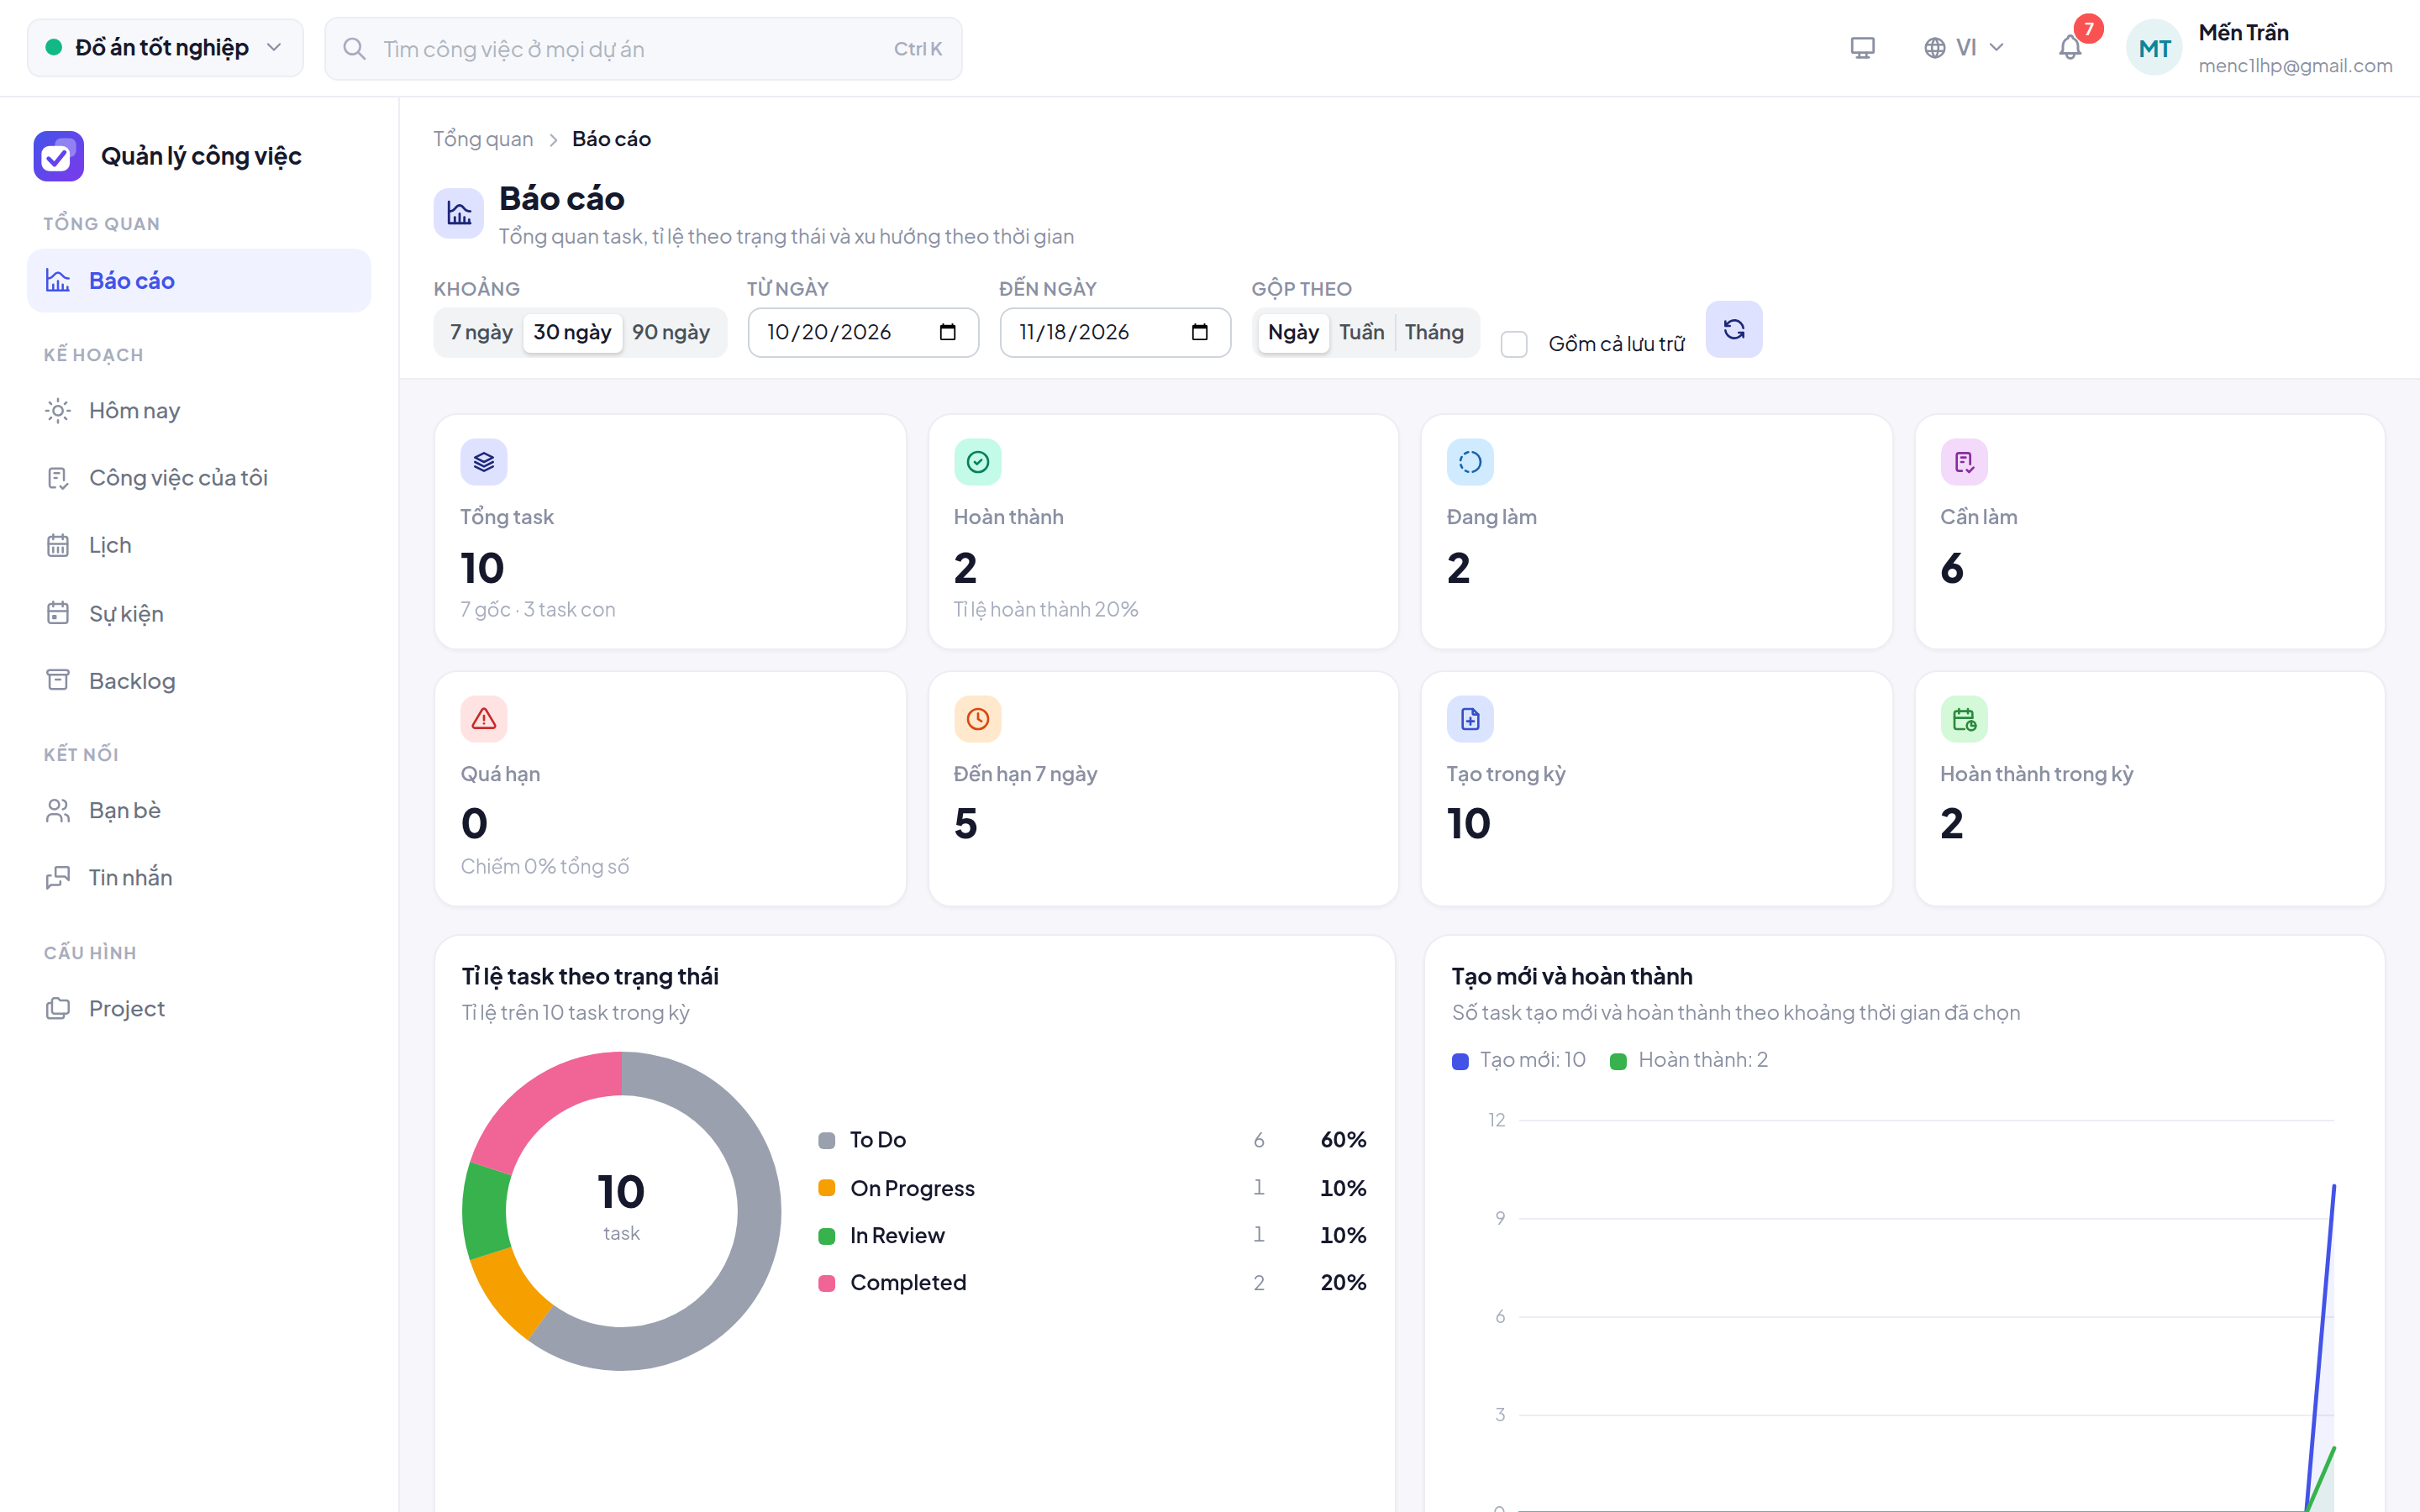 Đồ án tốt nghiệp
Tìm công việc ở mọi dự án
Ctrl K
VI
7
MT
Mến Trần
menc1lhp@gmail.com
Quản lý công việc
TỔNG QUAN
Báo cáo
KẾ HOẠCH
Hôm nay
Công việc của tôi
Lịch
Sự kiện
Backlog
KẾT NỐI
Bạn bè
Tin nhắn
CẤU HÌNH
Project
Tổng quan > Báo cáo
Báo cáo
Tổng quan task, tỉ lệ theo trạng thái và xu hướng theo thời gian
KHOẢNG
7 ngày 30 ngày 90 ngày
TỪ NGÀY
10/20/2026
ĐẾN NGÀY
11/18/2026
GỘP THEO
Ngày Tuần Tháng
Gồm cả lưu trữ
Tổng task
10
7 gốc · 3 task con
Hoàn thành
2
Tỉ lệ hoàn thành 20%
Đang làm
2
Cần làm
6
Quá hạn
0
Chiếm 0% tổng số
Đến hạn 7 ngày
5
Tạo trong kỳ
10
Hoàn thành trong kỳ
2
Tỉ lệ task theo trạng thái
Tỉ lệ trên 10 task trong kỳ
10
task
To Do 6 60%
On Progress 1 10%
In Review 1 10%
Completed 2 20%
Tạo mới và hoàn thành
Số task tạo mới và hoàn thành theo khoảng thời gian đã chọn
Tạo mới: 10 Hoàn thành: 2
12
9
6
3
0